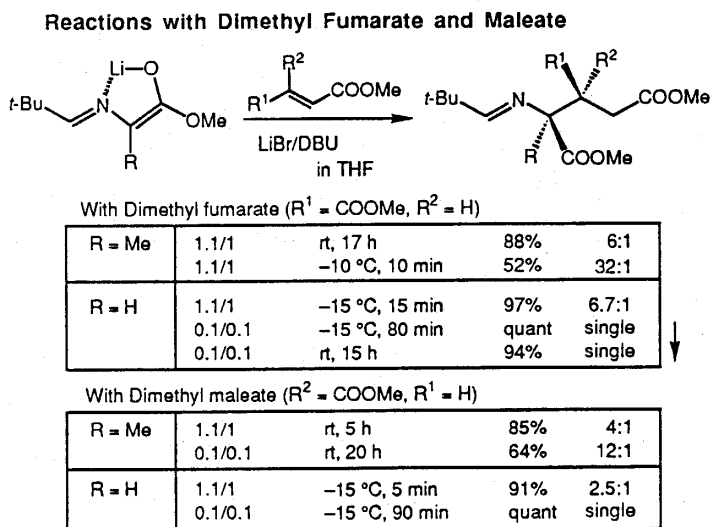 Reactions with Dimethyl Fumarate and Maleate
Li O
t-Bu N OMe
R
R² R¹ COOMe
LiBr/DBU
in THF
R¹ R²
t-Bu N COOMe
R COOMe
With Dimethyl fumarate (R¹ = COOMe, R² = H)
R = Me 1.1/1 rt, 17 h 88% 6:1
1.1/1 –10 °C, 10 min 52% 32:1
R = H 1.1/1 –15 °C, 15 min 97% 6.7:1
0.1/0.1 –15 °C, 80 min quant single
0.1/0.1 rt, 15 h 94% single
With Dimethyl maleate (R² = COOMe, R¹ = H)
R = Me 1.1/1 rt, 5 h 85% 4:1
0.1/0.1 rt, 20 h 64% 12:1
R = H 1.1/1 –15 °C, 5 min 91% 2.5:1
0.1/0.1 –15 °C, 90 min quant single